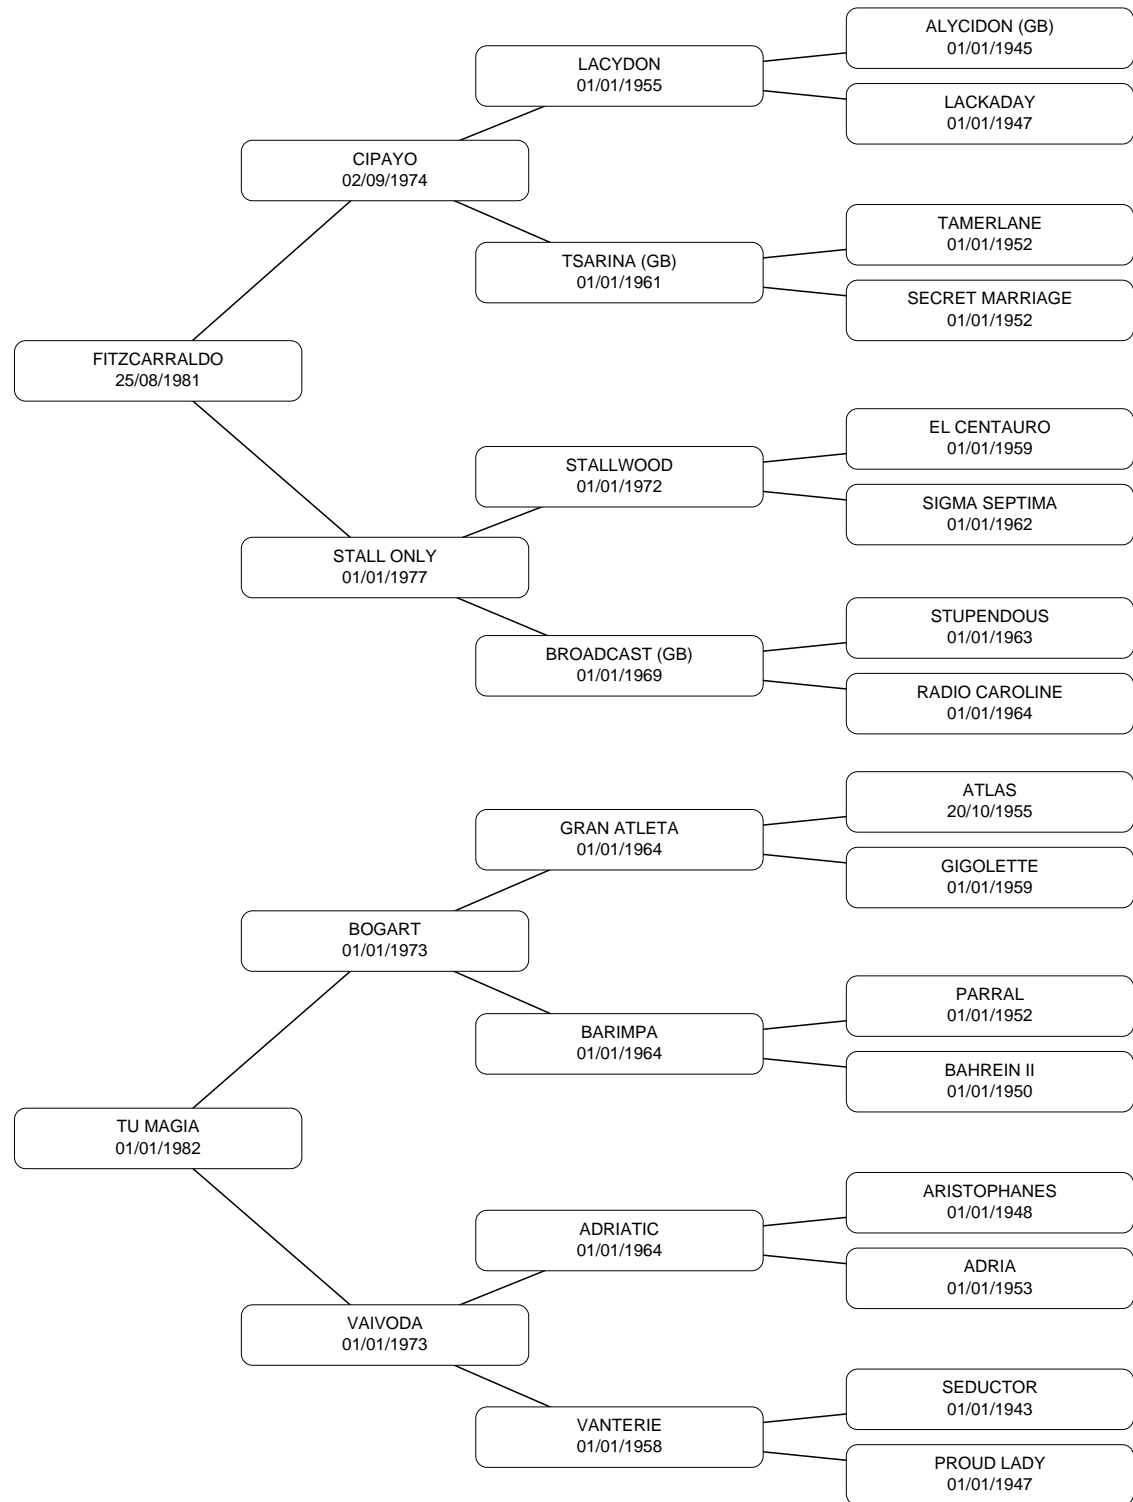 ALYCIDON (GB)
01/01/1945
LACYDON
01/01/1955
LACKADAY
01/01/1947
CIPAYO
02/09/1974
TAMERLANE
01/01/1952
TSARINA (GB)
01/01/1961
SECRET MARRIAGE
01/01/1952
FITZCARRALDO
25/08/1981
EL CENTAURO
01/01/1959
STALLWOOD
01/01/1972
SIGMA SEPTIMA
01/01/1962
STALL ONLY
01/01/1977
STUPENDOUS
01/01/1963
BROADCAST (GB)
01/01/1969
RADIO CAROLINE
01/01/1964
ATLAS
20/10/1955
GRAN ATLETA
01/01/1964
GIGOLETTE
01/01/1959
BOGART
01/01/1973
PARRAL
01/01/1952
BARIMPA
01/01/1964
BAHREIN II
01/01/1950
TU MAGIA
01/01/1982
ARISTOPHANES
01/01/1948
ADRIATIC
01/01/1964
ADRIA
01/01/1953
VAIVODA
01/01/1973
SEDUCTOR
01/01/1943
VANTERIE
01/01/1958
PROUD LADY
01/01/1947